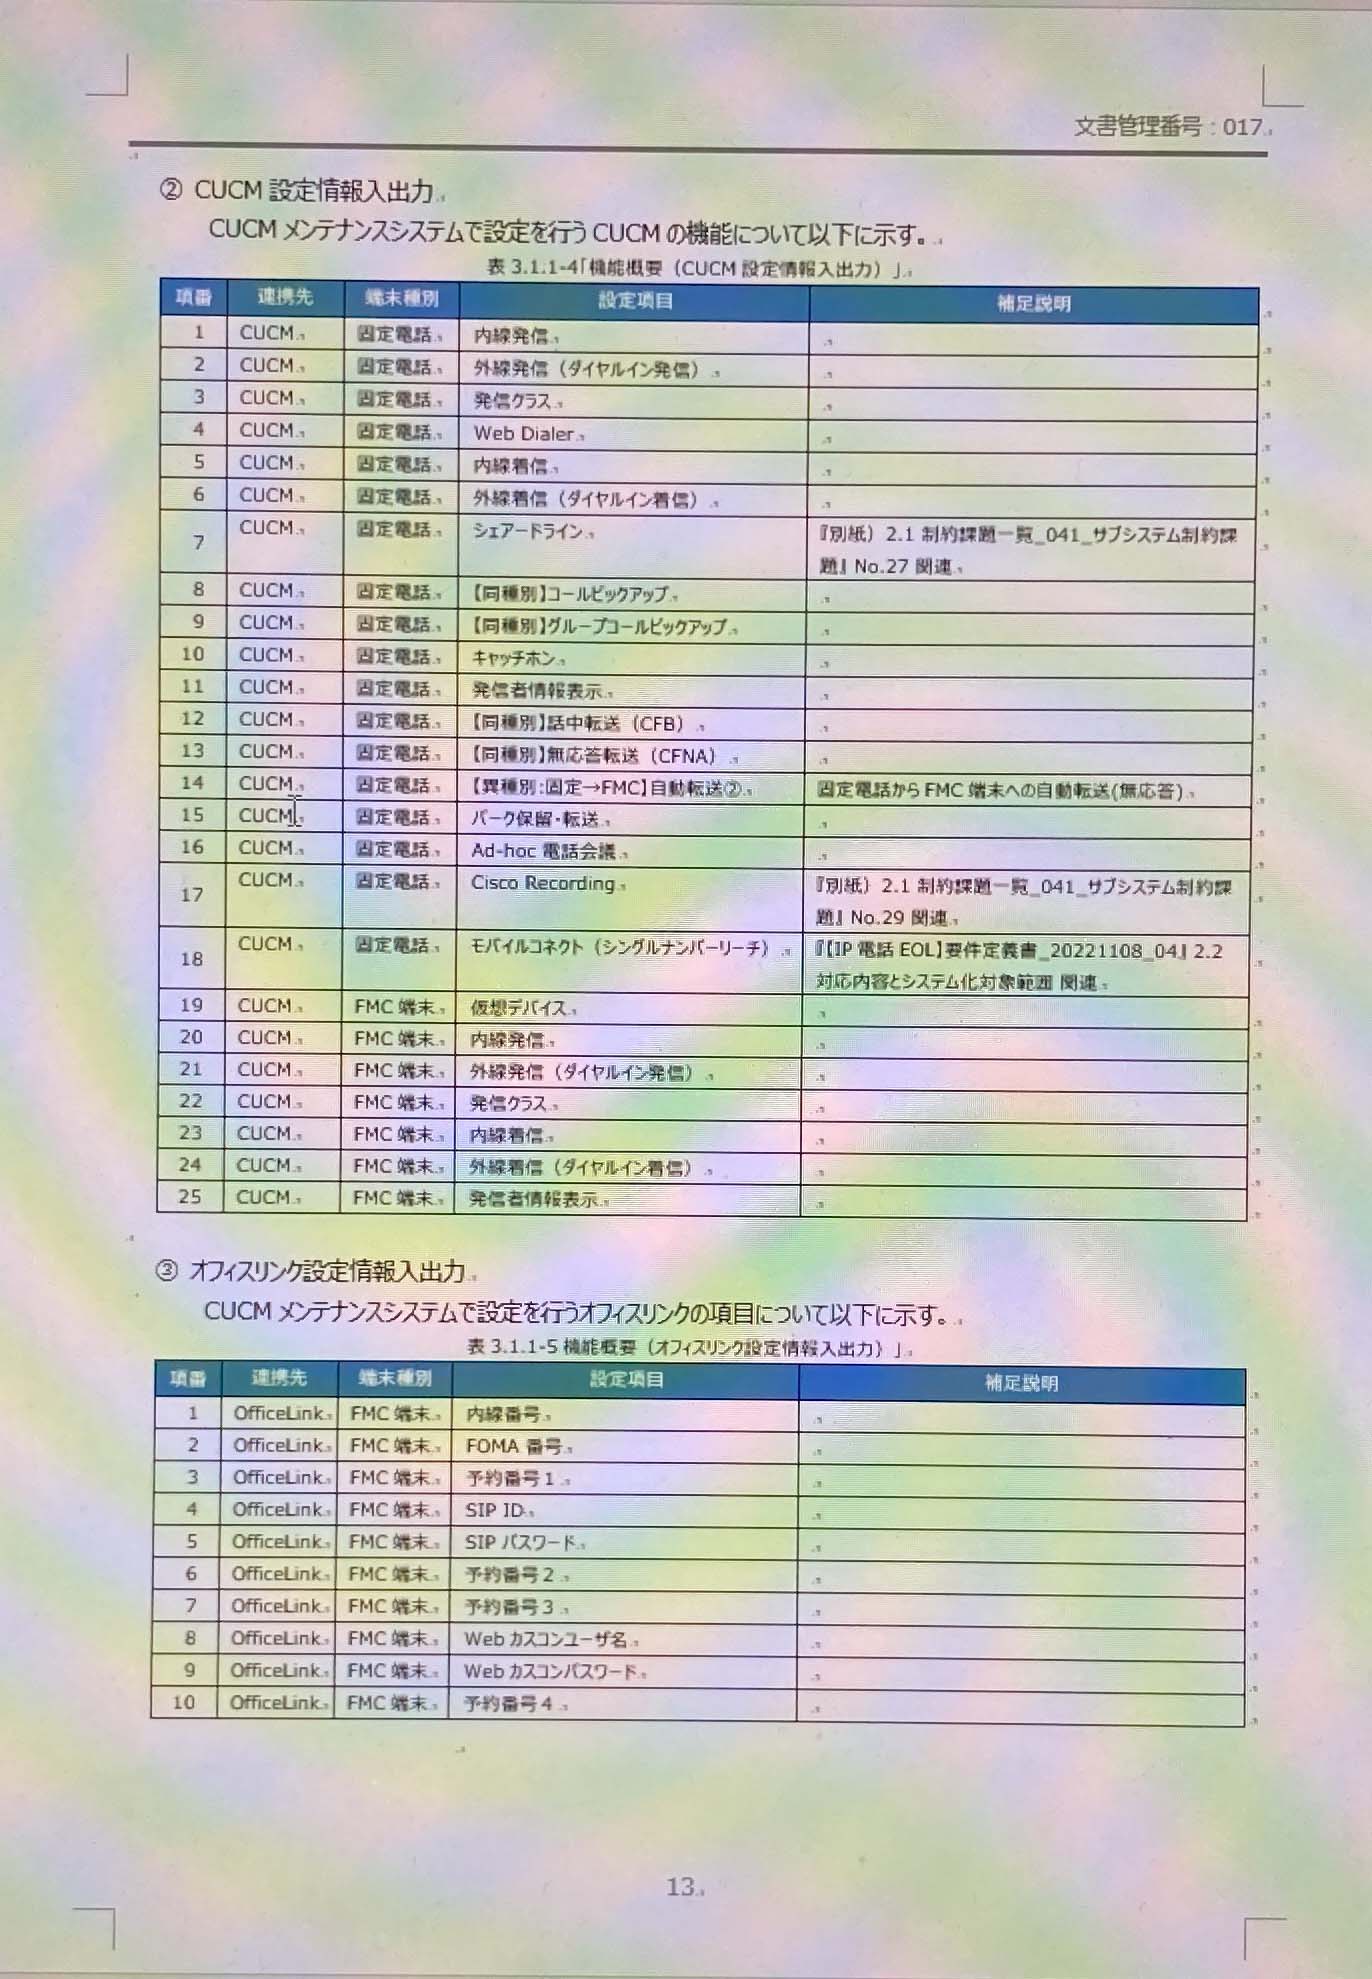 文書管理番号：017
② CUCM 設定情報入出力
CUCM メンテナンスシステムで設定を行う CUCM の機能について以下に示す。
表 3.1.1-4「機能概要（CUCM 設定情報入出力）」
項番 連携先 端末種別 設定項目 補足説明
1 CUCM 固定電話 内線発信
2 CUCM 固定電話 外線発信（ダイヤルイン発信）
3 CUCM 固定電話 発信クラス
4 CUCM 固定電話 Web Dialer
5 CUCM 固定電話 内線着信
6 CUCM 固定電話 外線着信（ダイヤルイン着信）
7 CUCM 固定電話 シェアードライン 『別紙）2.1 制約課題一覧_041_サブシステム制約課
題』No.27 関連
8 CUCM 固定電話 【同種別】コールピックアップ
9 CUCM 固定電話 【同種別】グループコールピックアップ
10 CUCM 固定電話 キャッチホン
11 CUCM 固定電話 発信者情報表示
12 CUCM 固定電話 【同種別】話中転送（CFB）
13 CUCM 固定電話 【同種別】無応答転送（CFNA）
14 CUCM 固定電話 【異種別:固定→FMC】自動転送② 固定電話から FMC 端末への自動転送(無応答)
15 CUCM 固定電話 パーク保留・転送
16 CUCM 固定電話 Ad-hoc 電話会議
17 CUCM 固定電話 Cisco Recording 『別紙）2.1 制約課題一覧_041_サブシステム制約課
題』No.29 関連
18 CUCM 固定電話 モバイルコネクト（シングルナンバーリーチ） 『【IP 電話 EOL】要件定義書_20221108_04』2.2
対応内容とシステム化対象範囲 関連
19 CUCM FMC 端末 仮想デバイス
20 CUCM FMC 端末 内線発信
21 CUCM FMC 端末 外線発信（ダイヤルイン発信）
22 CUCM FMC 端末 発信クラス
23 CUCM FMC 端末 内線着信
24 CUCM FMC 端末 外線着信（ダイヤルイン着信）
25 CUCM FMC 端末 発信者情報表示
③ オフィスリンク設定情報入出力
CUCM メンテナンスシステムで設定を行うオフィスリンクの項目について以下に示す。
表 3.1.1-5 機能概要（オフィスリンク設定情報入出力）」
項番 連携先 端末種別 設定項目 補足説明
1 OfficeLink FMC 端末 内線番号
2 OfficeLink FMC 端末 FOMA 番号
3 OfficeLink FMC 端末 予約番号１
4 OfficeLink FMC 端末 SIP ID
5 OfficeLink FMC 端末 SIP パスワード
6 OfficeLink FMC 端末 予約番号２
7 OfficeLink FMC 端末 予約番号３
8 OfficeLink FMC 端末 Web カスコンユーザ名
9 OfficeLink FMC 端末 Web カスコンパスワード
10 OfficeLink FMC 端末 予約番号４
13